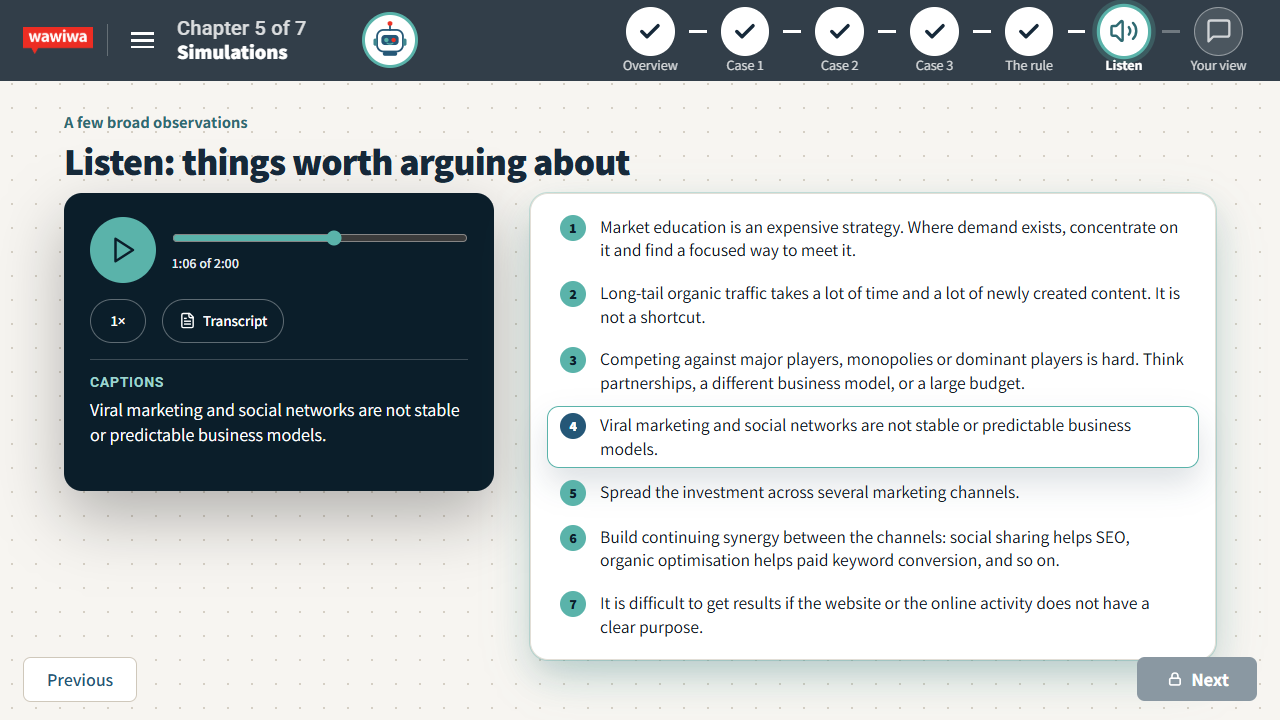 wawiwa
Chapter 5 of 7
Simulations
Overview
Case 1
Case 2
Case 3
The rule
Listen
Your view
A few broad observations
Listen: things worth arguing about
1:06 of 2:00
1×
Transcript
CAPTIONS
Viral marketing and social networks are not stable
or predictable business models.
1 Market education is an expensive strategy. Where demand exists, concentrate on
it and find a focused way to meet it.
2 Long-tail organic traffic takes a lot of time and a lot of newly created content. It is
not a shortcut.
3 Competing against major players, monopolies or dominant players is hard. Think
partnerships, a different business model, or a large budget.
4 Viral marketing and social networks are not stable or predictable business
models.
5 Spread the investment across several marketing channels.
6 Build continuing synergy between the channels: social sharing helps SEO,
organic optimisation helps paid keyword conversion, and so on.
7 It is difficult to get results if the website or the online activity does not have a
clear purpose.
Previous
Next